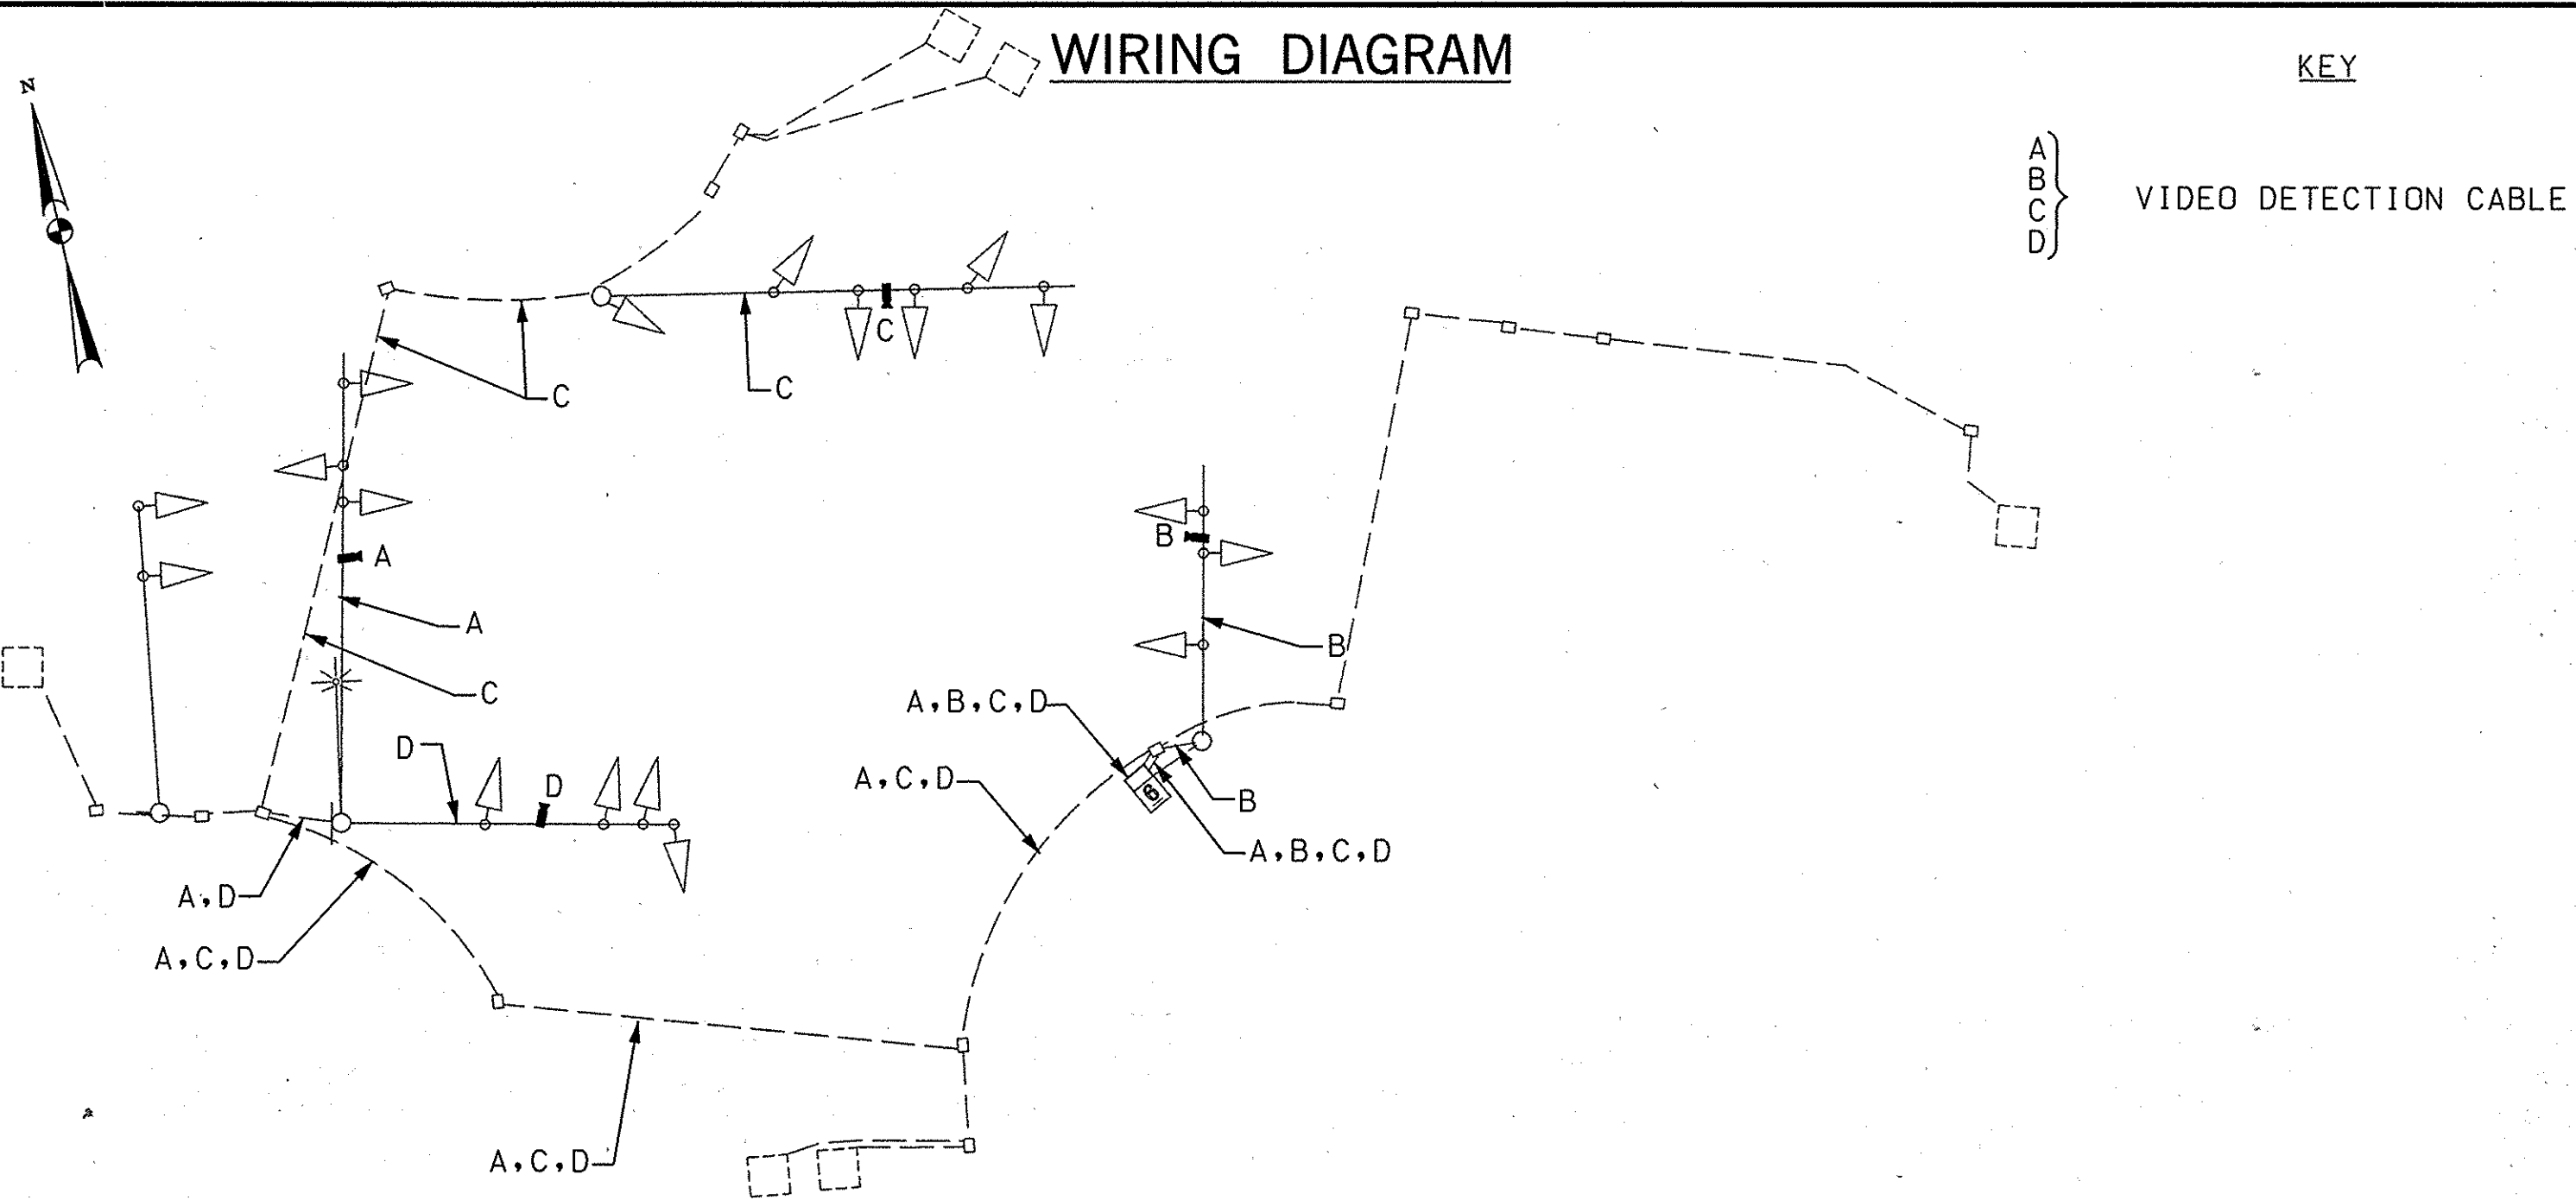 WIRING DIAGRAM
KEY
N
A
B
C
D
VIDEO DETECTION CABLE
C
C
C
A
B
A
B
C
A,B,C,D
D
D
A,C,D
B
A,B,C,D
A,D
A,C,D
A,C,D
6